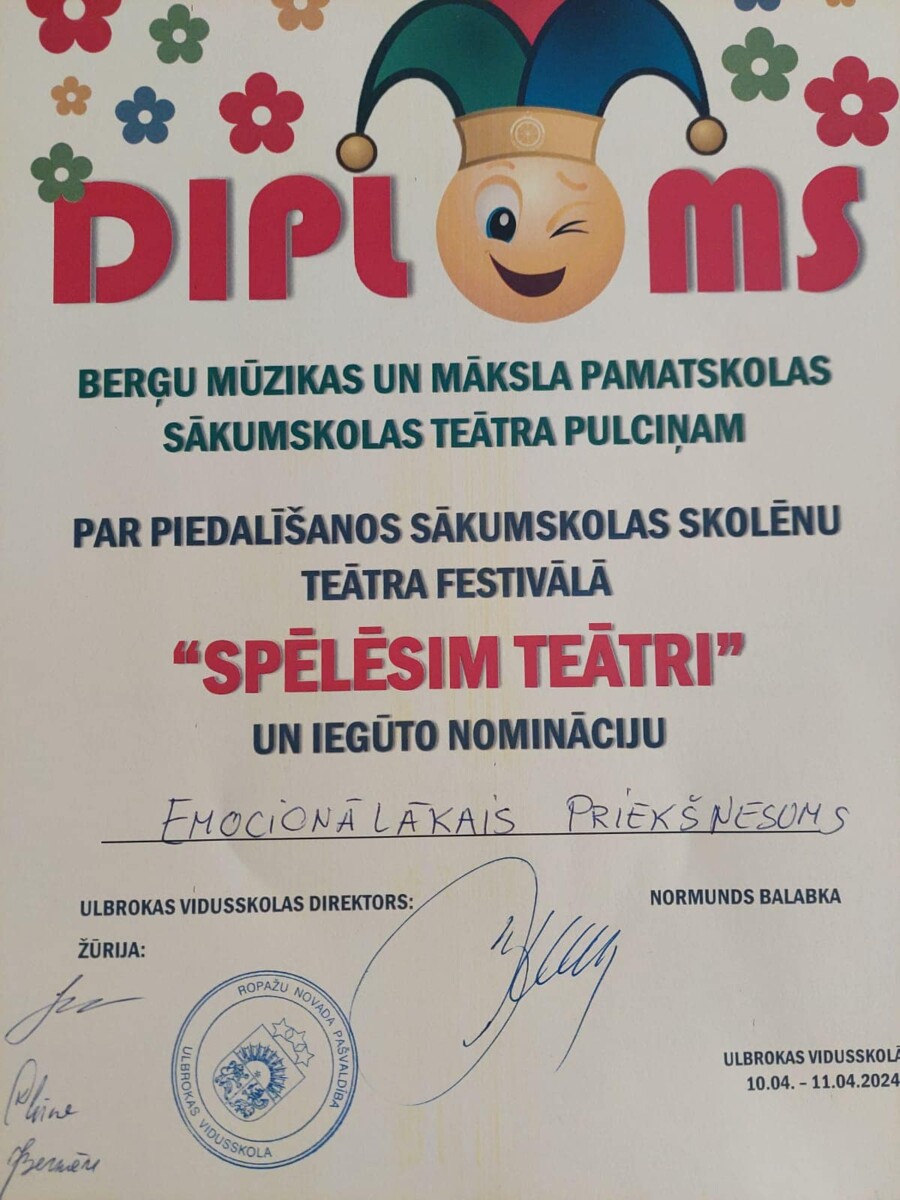 DIPLOMS
BERĢU MŪZIKAS UN MĀKSLA PAMATSKOLAS
SĀKUMSKOLAS TEĀTRA PULCIŅAM
PAR PIEDALĪŠANOS SĀKUMSKOLAS SKOLĒNU
TEĀTRA FESTIVĀLĀ
“SPĒLĒSIM TEĀTRI”
UN IEGŪTO NOMINĀCIJU
EMOCIONĀLĀKAIS PRIEKŠNESUMS
ULBROKAS VIDUSSKOLAS DIREKTORS: NORMUNDS BALABKA
ŽŪRIJA:
ROPAŽU NOVADA PAŠVALDĪBA
ULBROKAS VIDUSSKOLA
ULBROKAS VIDUSSKOLĀ
10.04. – 11.04.2024